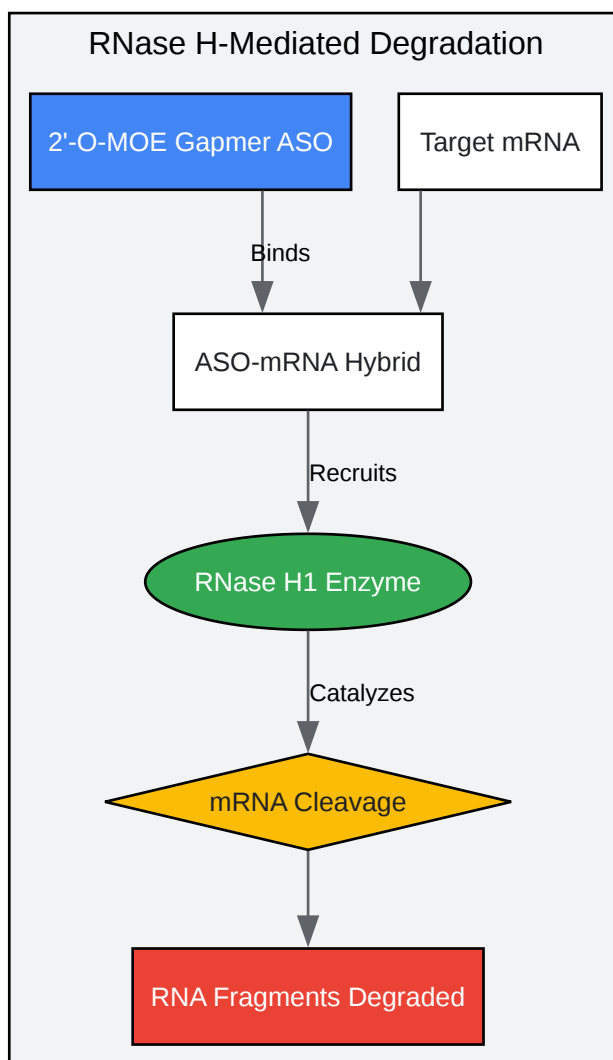 RNase H-Mediated Degradation
2'-O-MOE Gapmer ASO
Target mRNA
Binds
ASO-mRNA Hybrid
Recruits
RNase H1 Enzyme
Catalyzes
mRNA Cleavage
RNA Fragments Degraded